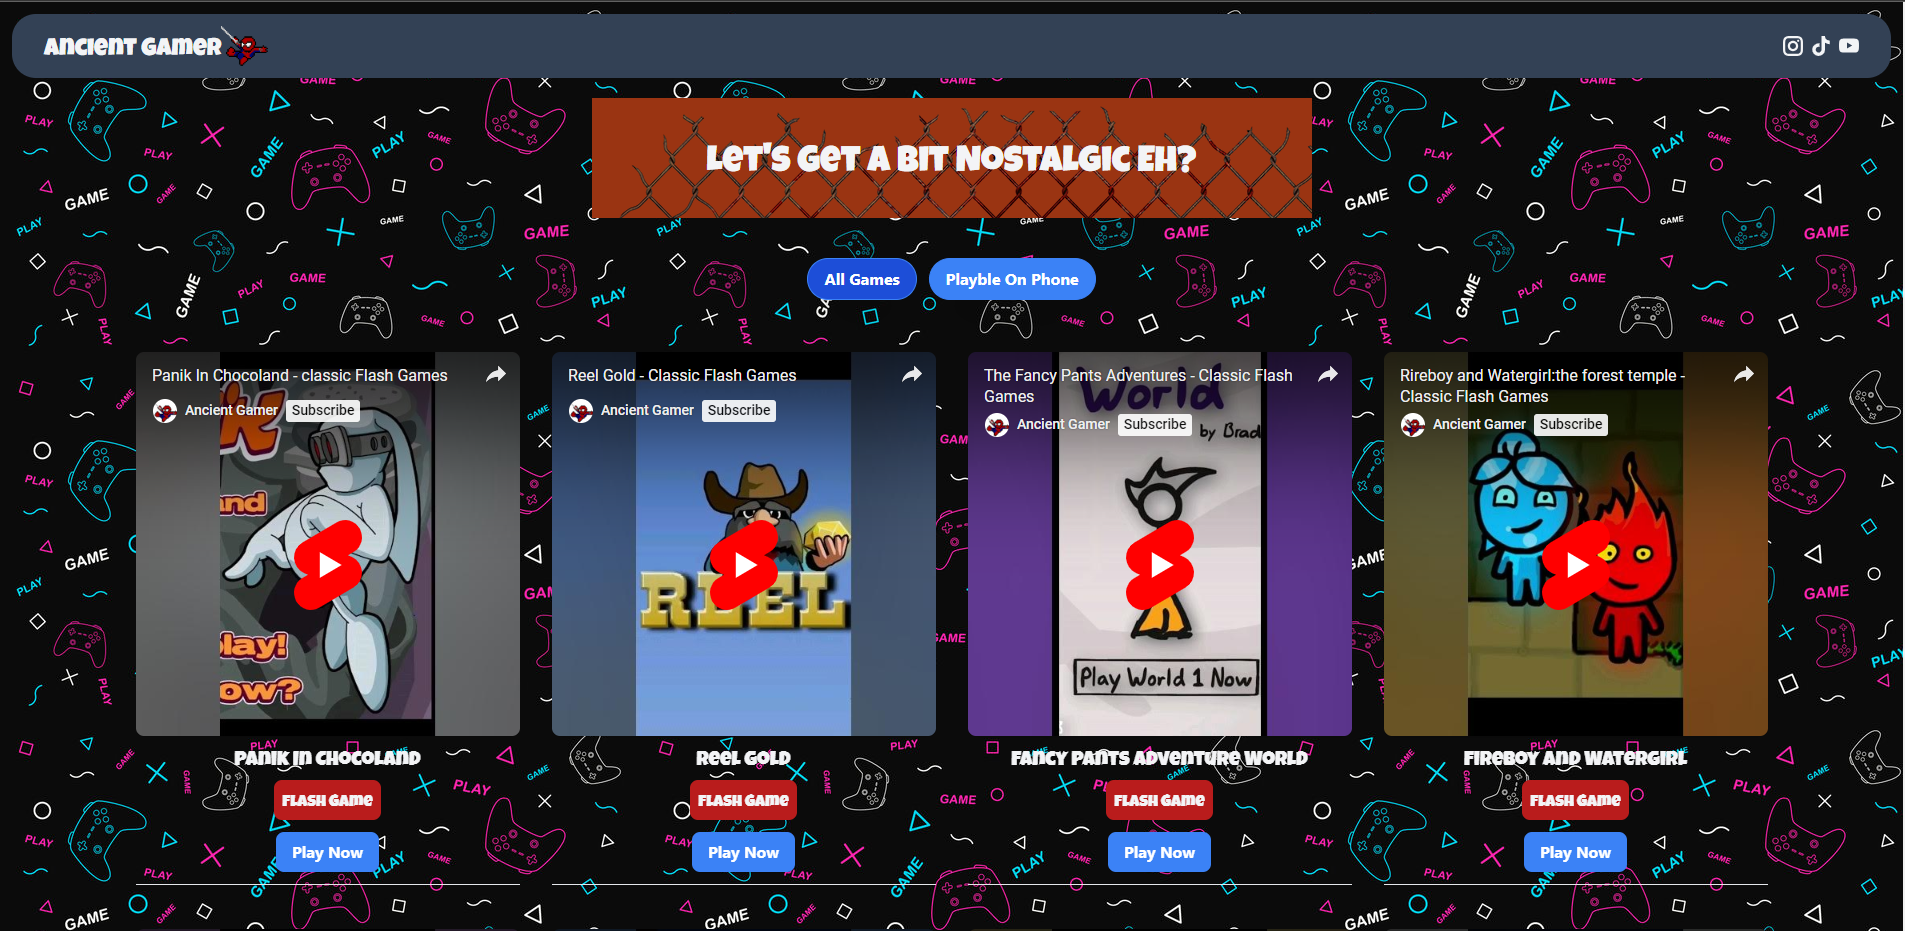 Ancient Gamer
Let's Get A Bit Nostalgic Eh?
All Games
Playble On Phone
Panik In Chocoland - classic Flash Games
Ancient Gamer
Subscribe
Reel Gold - Classic Flash Games
Ancient Gamer
Subscribe
REEL
The Fancy Pants Adventures - Classic Flash
Games
Ancient Gamer
Subscribe
World
by Brad
Play World 1 Now
Rireboy and Watergirl:the forest temple -
Classic Flash Games
Ancient Gamer
Subscribe
Panik In Chocoland
Flash Game
Play Now
Reel Gold
Flash Game
Play Now
Fancy Pants Adventure World
Flash Game
Play Now
Fireboy and Watergirl
Flash Game
Play Now
GAME
PLAY